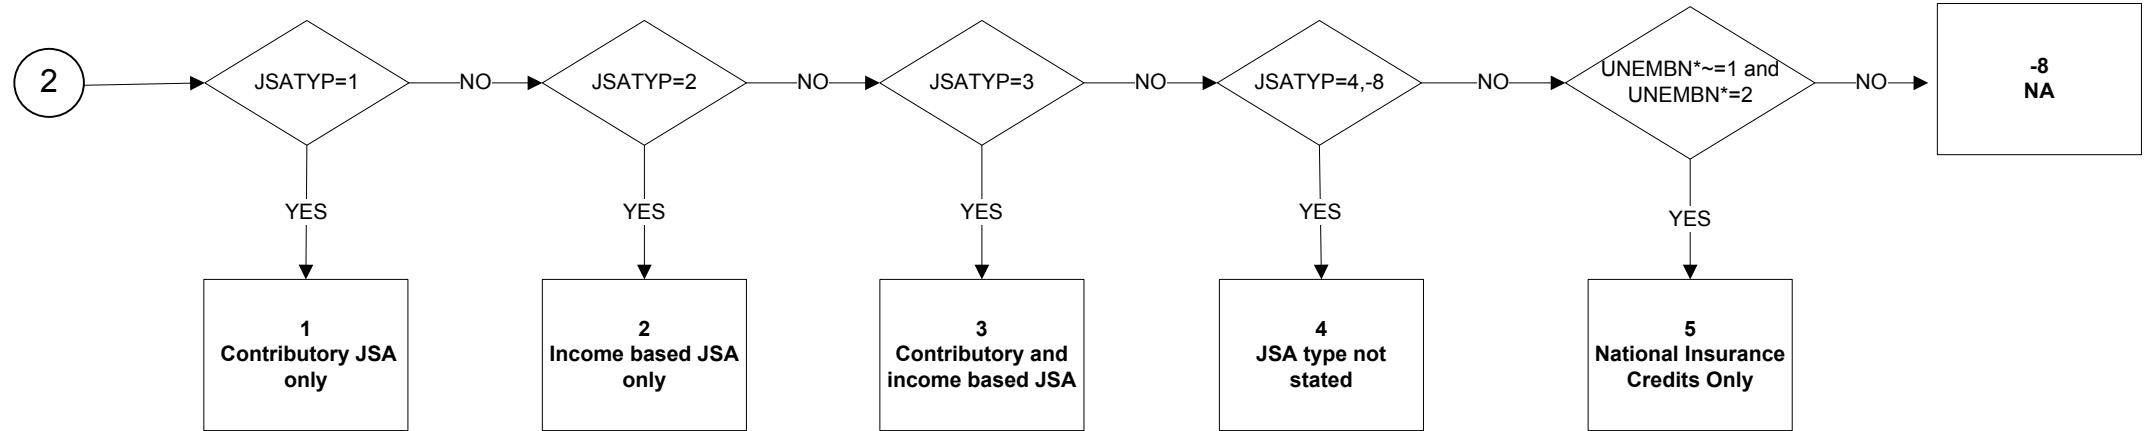 2
JSATYP=1
NO
JSATYP=2
NO
JSATYP=3
NO
JSATYP=4,-8
NO
UNEMBN*~=1 and
UNEMBN*=2
NO
-8
NA
YES
YES
YES
YES
YES
1
Contributory JSA
only
2
Income based JSA
only
3
Contributory and
income based JSA
4
JSA type not
stated
5
National Insurance
Credits Only